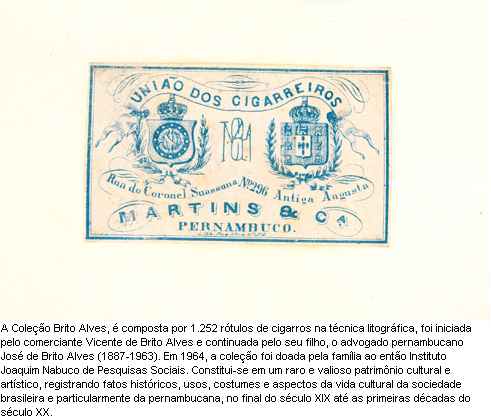 UNIÃO DOS CIGARREIROS
Rua do Coronel Suassuna Nº 296 Antiga Augusta
MARTINS & CA
PERNAMBUCO.
A Coleção Brito Alves, é composta por 1.252 rótulos de cigarros na técnica litográfica, foi iniciada
pelo comerciante Vicente de Brito Alves e continuada pelo seu filho, o advogado pernambucano
José de Brito Alves (1887-1963). Em 1964, a coleção foi doada pela família ao então Instituto
Joaquim Nabuco de Pesquisas Sociais. Constitui-se em um raro e valioso patrimônio cultural e
artístico, registrando fatos históricos, usos, costumes e aspectos da vida cultural da sociedade
brasileira e particularmente da pernambucana, no final do século XIX até as primeiras décadas do
século XX.